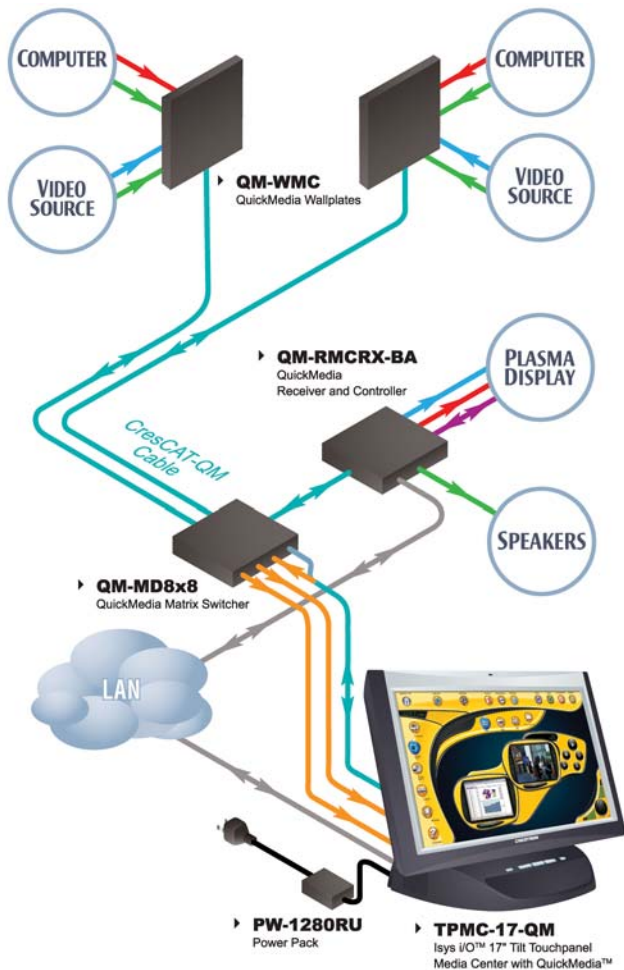 COMPUTER
COMPUTER
VIDEO
SOURCE
VIDEO
SOURCE
QM-WMC
QuickMedia Wallplates
QM-RMCRX-BA
QuickMedia
Receiver and Controller
PLASMA
DISPLAY
CresCAT-QM
Cable
SPEAKERS
QM-MD8x8
QuickMedia Matrix Switcher
LAN
PW-1280RU
Power Pack
TPMC-17-QM
Isys i/O™ 17" Tilt Touchpanel
Media Center with QuickMedia™